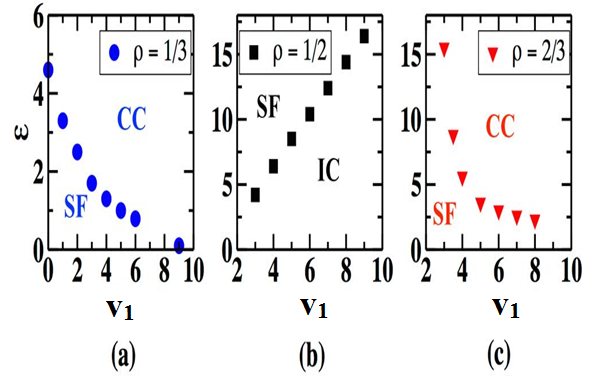 ε
6
4
2
0
ρ = 1/3
CC
SF
0 2 4 6 8 10
v1
(a)
15
10
5
0
ρ = 1/2
SF
IC
2 4 6 8 10
v1
(b)
15
10
5
0
ρ = 2/3
CC
SF
2 4 6 8 10
v1
(c)